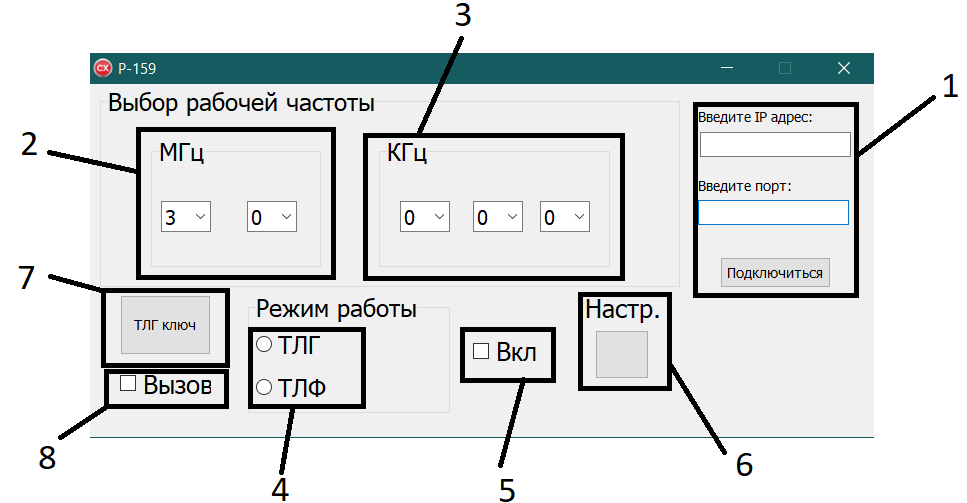 3
CX P-159
1
Выбор рабочей частоты
Введите IP адрес:
2
МГц
КГц
Введите порт:
3 0
0 0 0
Подключиться
7
ТЛГ ключ
Режим работы
Настр.
ТЛГ
Вкл
Вызов
ТЛФ
8
4
5
6